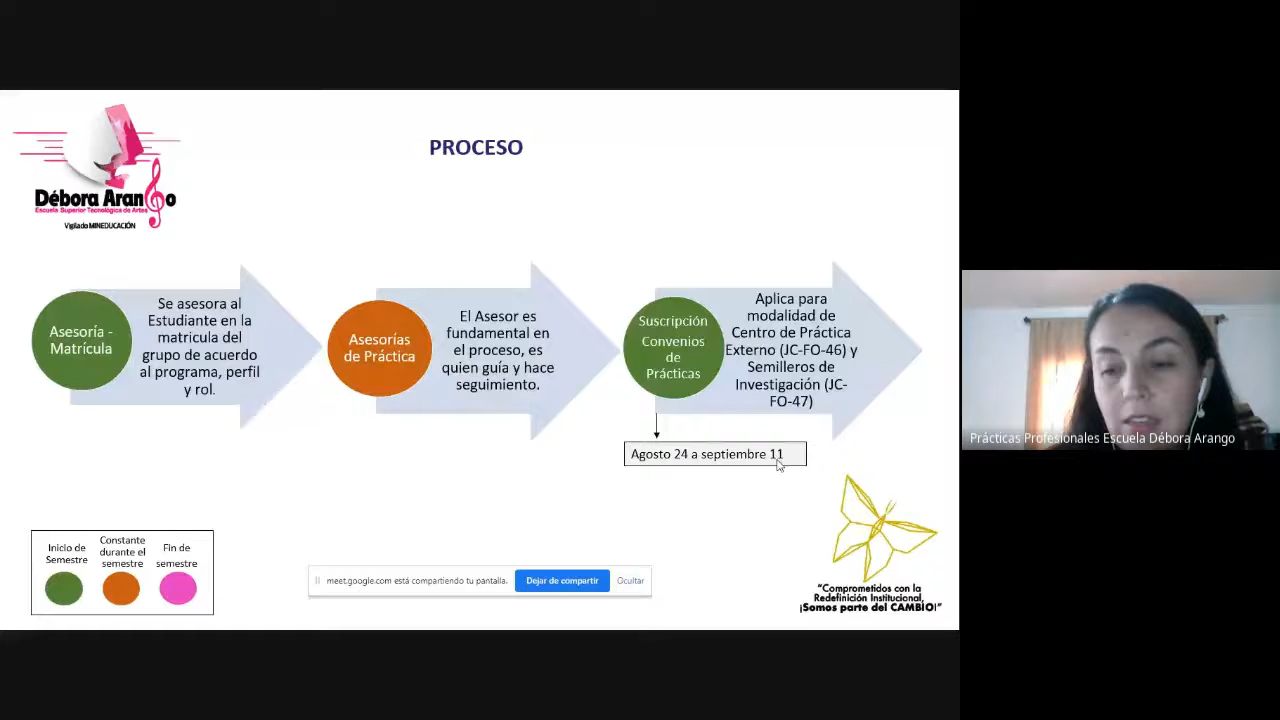 PROCESO
Débora Arango
Escuela Superior Tecnológica de Artes
Vigilado MINEDUCACIÓN
Asesoría -
Matrícula
Se asesora al
Estudiante en la
matricula del
grupo de acuerdo
al programa, perfil
y rol.
Asesorías
de Práctica
El Asesor es
fundamental en
el proceso, es
quien guía y hace
seguimiento.
Suscripción
Convenios
de
Prácticas
Aplica para
modalidad de
Centro de Práctica
Externo (JC-FO-46) y
Semilleros de
Investigación (JC-
FO-47)
Agosto 24 a septiembre 11
Prácticas Profesionales Escuela Débora Arango
Inicio de
Semestre
Constante
durante el
semestre
Fin de
semestre
meet.google.com está compartiendo tu pantalla.
Dejar de compartir
Ocultar
“Comprometidos con la
Redefinición Institucional,
¡Somos parte del CAMBIO!”